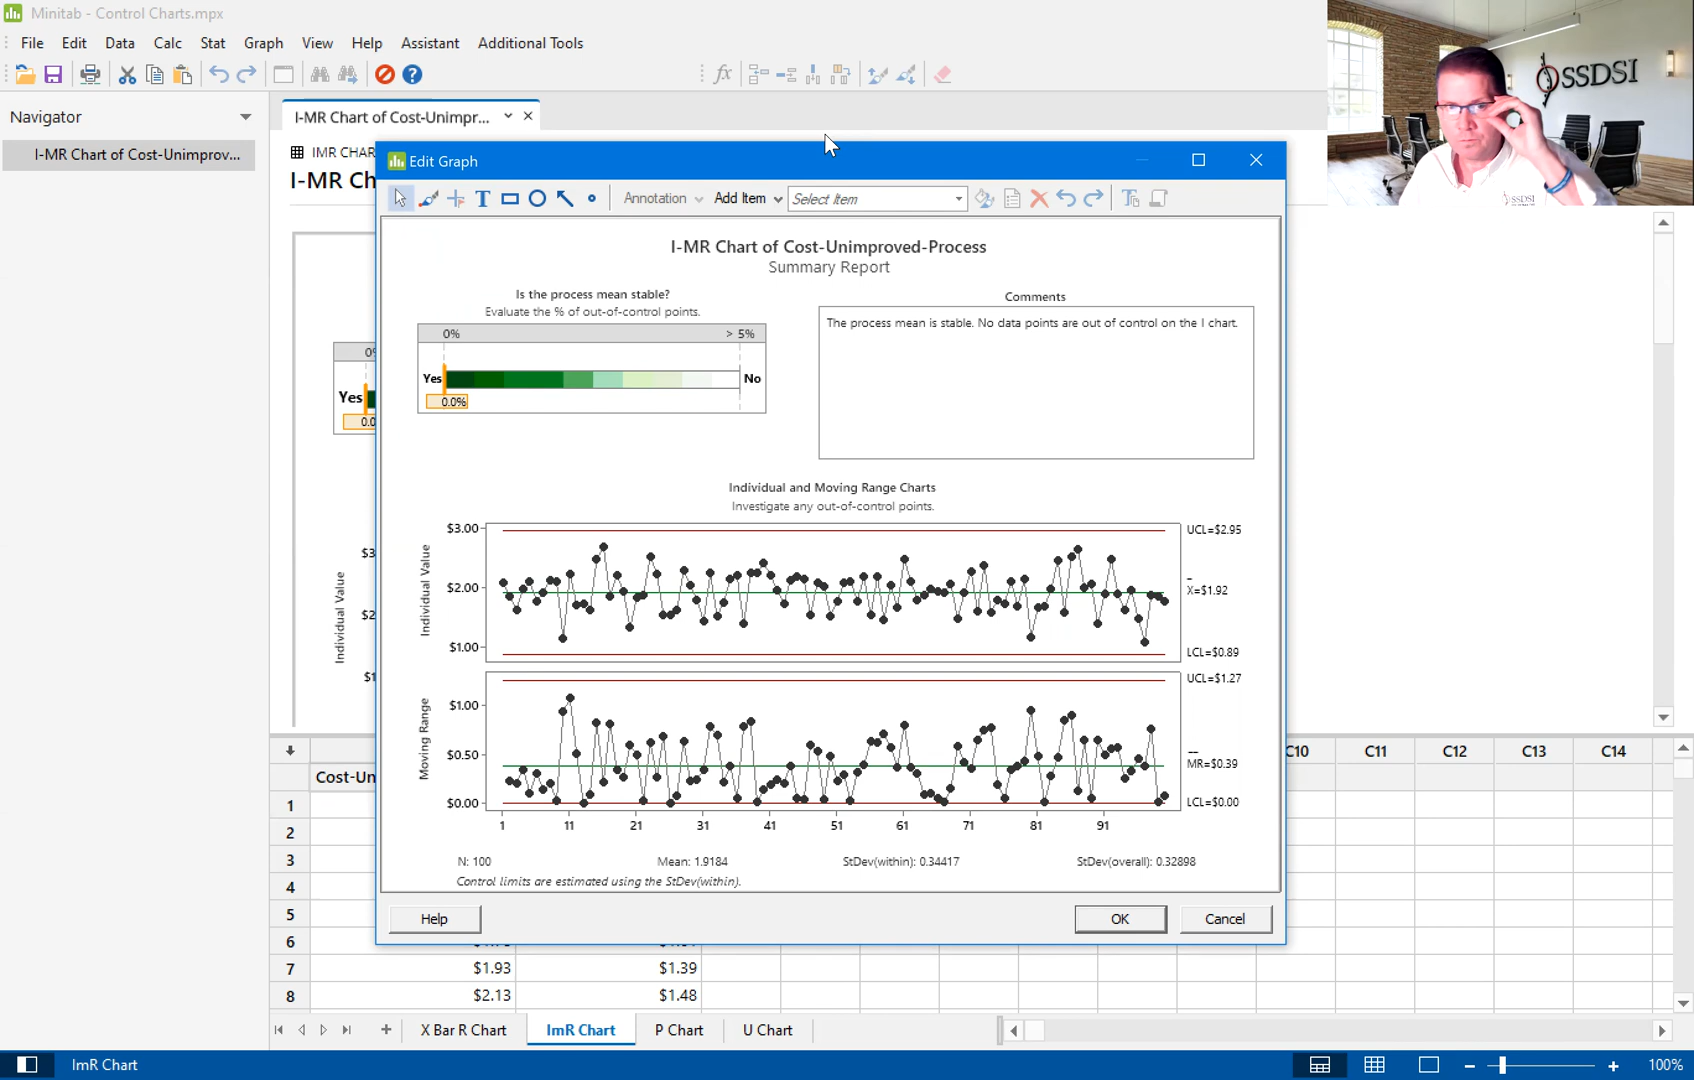 Minitab - Control Charts.mpx
File Edit Data Calc Stat Graph View Help Assistant Additional Tools
SSDSI
SSDSI
Navigator
I-MR Chart of Cost-Unimprov...
I-MR Chart of Cost-Unimpr...
IMR CHAR
I-MR Ch
Edit Graph
Annotation Add Item Select Item
I-MR Chart of Cost-Unimproved-Process
Summary Report
Is the process mean stable?
Evaluate the % of out-of-control points.
0% > 5%
Yes No
0.0%
Comments
The process mean is stable. No data points are out of control on the I chart.
0%
Yes
0.0
Individual Value
$3
$2
$1
Individual and Moving Range Charts
Investigate any out-of-control points.
Individual Value
$3.00
$2.00
$1.00
UCL=$2.95
X=$1.92
LCL=$0.89
Moving Range
$1.00
$0.50
$0.00
UCL=$1.27
MR=$0.39
LCL=$0.00
1 11 21 31 41 51 61 71 81 91
N: 100 Mean: 1.9184 StDev(within): 0.34417 StDev(overall): 0.32898
Control limits are estimated using the StDev(within).
Help OK Cancel
C10 C11 C12 C13 C14
Cost-Un
1
2
3
4
5
6
7 $1.93 $1.39
8 $2.13 $1.48
X Bar R Chart ImR Chart P Chart U Chart
ImR Chart 100%